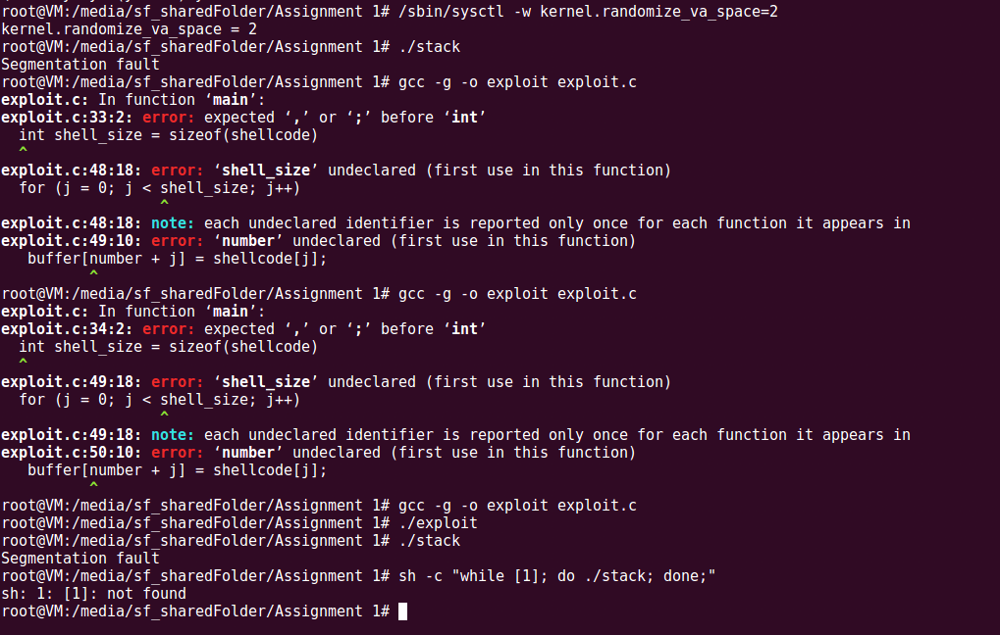 root@VM:/media/sf_sharedFolder/Assignment 1# /sbin/sysctl -w kernel.randomize_va_space=2
kernel.randomize_va_space = 2
root@VM:/media/sf_sharedFolder/Assignment 1# ./stack
Segmentation fault
root@VM:/media/sf_sharedFolder/Assignment 1# gcc -g -o exploit exploit.c
exploit.c: In function ‘main’:
exploit.c:33:2: error: expected ‘,’ or ‘;’ before ‘int’
  int shell_size = sizeof(shellcode)
  ^
exploit.c:48:18: error: ‘shell_size’ undeclared (first use in this function)
  for (j = 0; j < shell_size; j++)
                  ^
exploit.c:48:18: note: each undeclared identifier is reported only once for each function it appears in
exploit.c:49:10: error: ‘number’ undeclared (first use in this function)
   buffer[number + j] = shellcode[j];
          ^
root@VM:/media/sf_sharedFolder/Assignment 1# gcc -g -o exploit exploit.c
exploit.c: In function ‘main’:
exploit.c:34:2: error: expected ‘,’ or ‘;’ before ‘int’
  int shell_size = sizeof(shellcode)
  ^
exploit.c:49:18: error: ‘shell_size’ undeclared (first use in this function)
  for (j = 0; j < shell_size; j++)
                  ^
exploit.c:49:18: note: each undeclared identifier is reported only once for each function it appears in
exploit.c:50:10: error: ‘number’ undeclared (first use in this function)
   buffer[number + j] = shellcode[j];
          ^
root@VM:/media/sf_sharedFolder/Assignment 1# gcc -g -o exploit exploit.c
root@VM:/media/sf_sharedFolder/Assignment 1# ./exploit
root@VM:/media/sf_sharedFolder/Assignment 1# ./stack
Segmentation fault
root@VM:/media/sf_sharedFolder/Assignment 1# sh -c "while [1]; do ./stack; done;"
sh: 1: [1]: not found
root@VM:/media/sf_sharedFolder/Assignment 1#